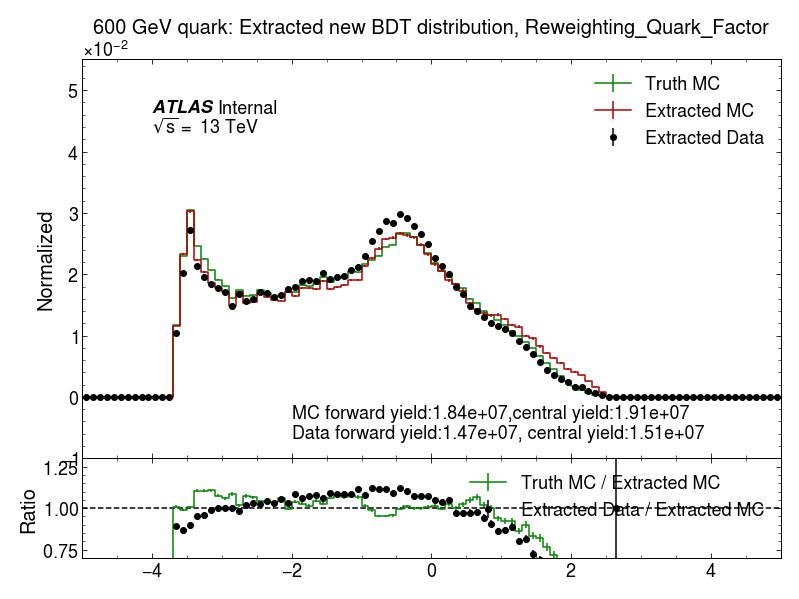 600 GeV quark: Extracted new BDT distribution, Reweighting_Quark_Factor
×10−2
ATLAS Internal
√s = 13 TeV
Truth MC
Extracted MC
Extracted Data
Normalized
5
4
3
2
1
0
1
MC forward yield:1.84e+07,central yield:1.91e+07
Data forward yield:1.47e+07, central yield:1.51e+07
Ratio
1.25
1.00
0.75
Truth MC / Extracted MC
Extracted Data / Extracted MC
−4 −2 0 2 4